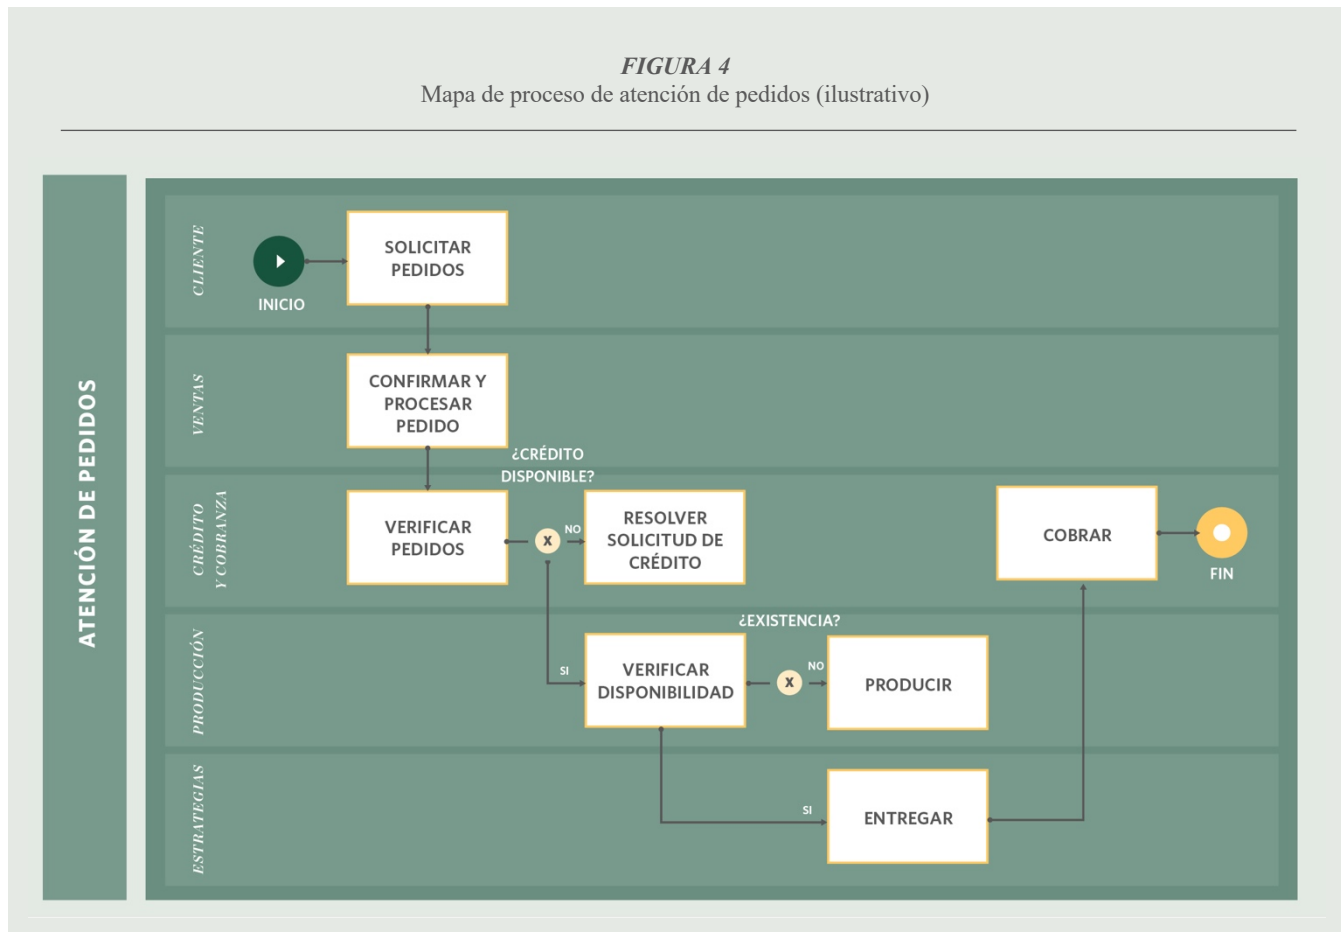 FIGURA 4
Mapa de proceso de atención de pedidos (ilustrativo)
ATENCIÓN DE PEDIDOS
CLIENTE
INICIO
SOLICITAR
PEDIDOS
VENTAS
CONFIRMAR Y
PROCESAR
PEDIDO
¿CRÉDITO
DISPONIBLE?
CRÉDITO
Y COBRANZA
VERIFICAR
PEDIDOS
X
NO
RESOLVER
SOLICITUD DE
CRÉDITO
COBRAR
FIN
PRODUCCIÓN
SI
VERIFICAR
DISPONIBILIDAD
¿EXISTENCIA?
X
NO
PRODUCIR
ESTRATEGIAS
SI
ENTREGAR